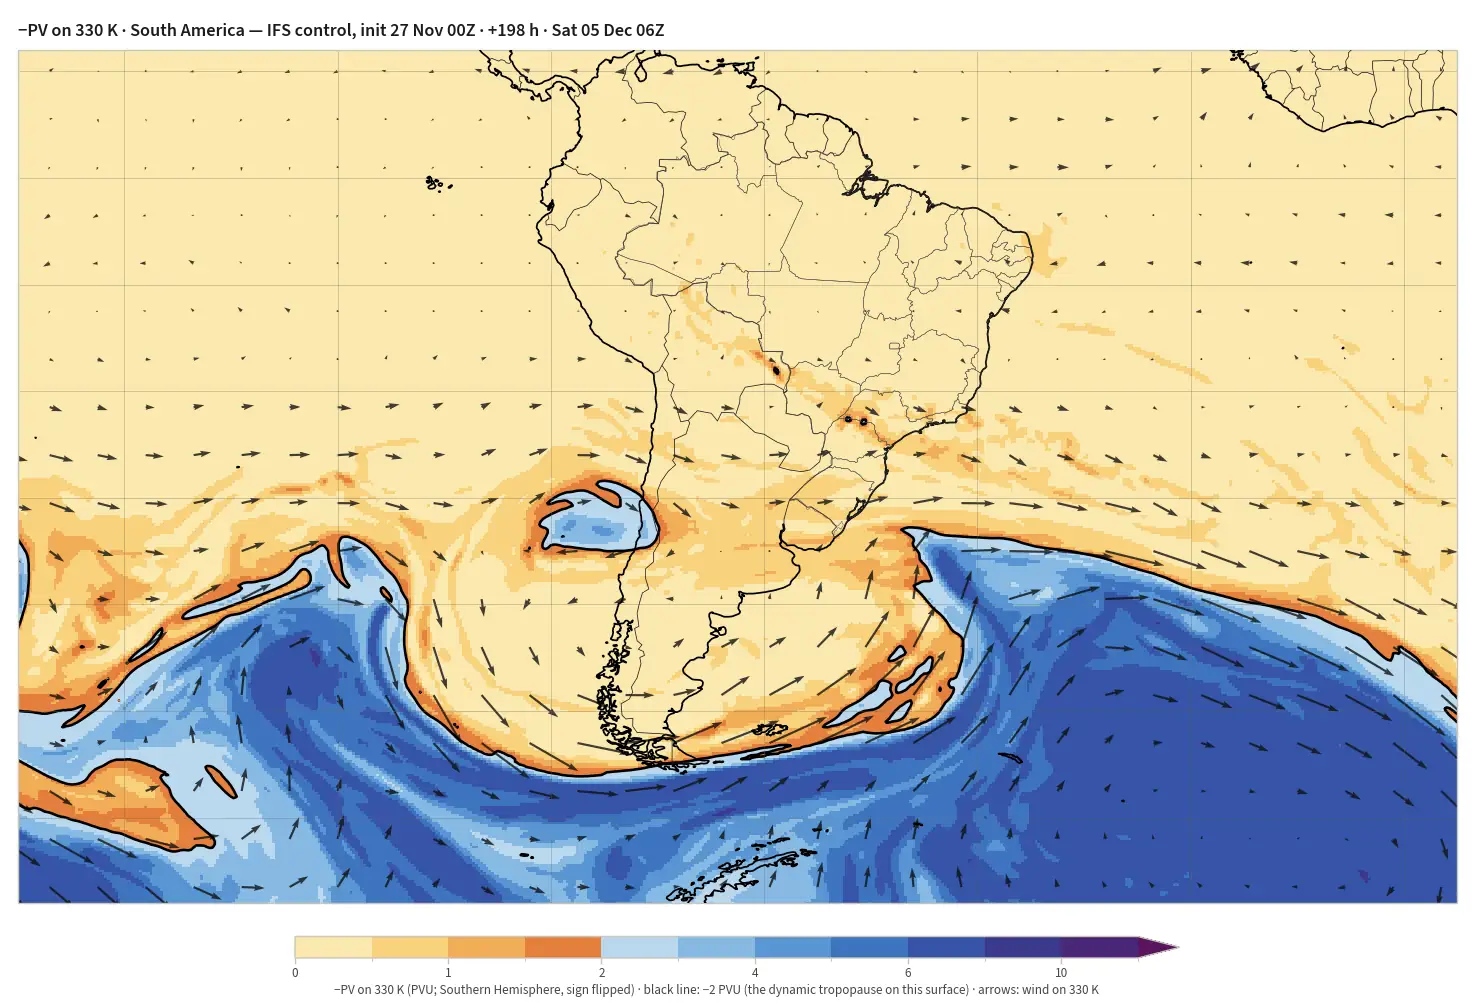 −PV on 330 K · South America — IFS control, init 27 Nov 00Z · +198 h · Sat 05 Dec 06Z
0 1 2 4 6 10
−PV on 330 K (PVU; Southern Hemisphere, sign flipped) · black line: −2 PVU (the dynamic tropopause on this surface) · arrows: wind on 330 K